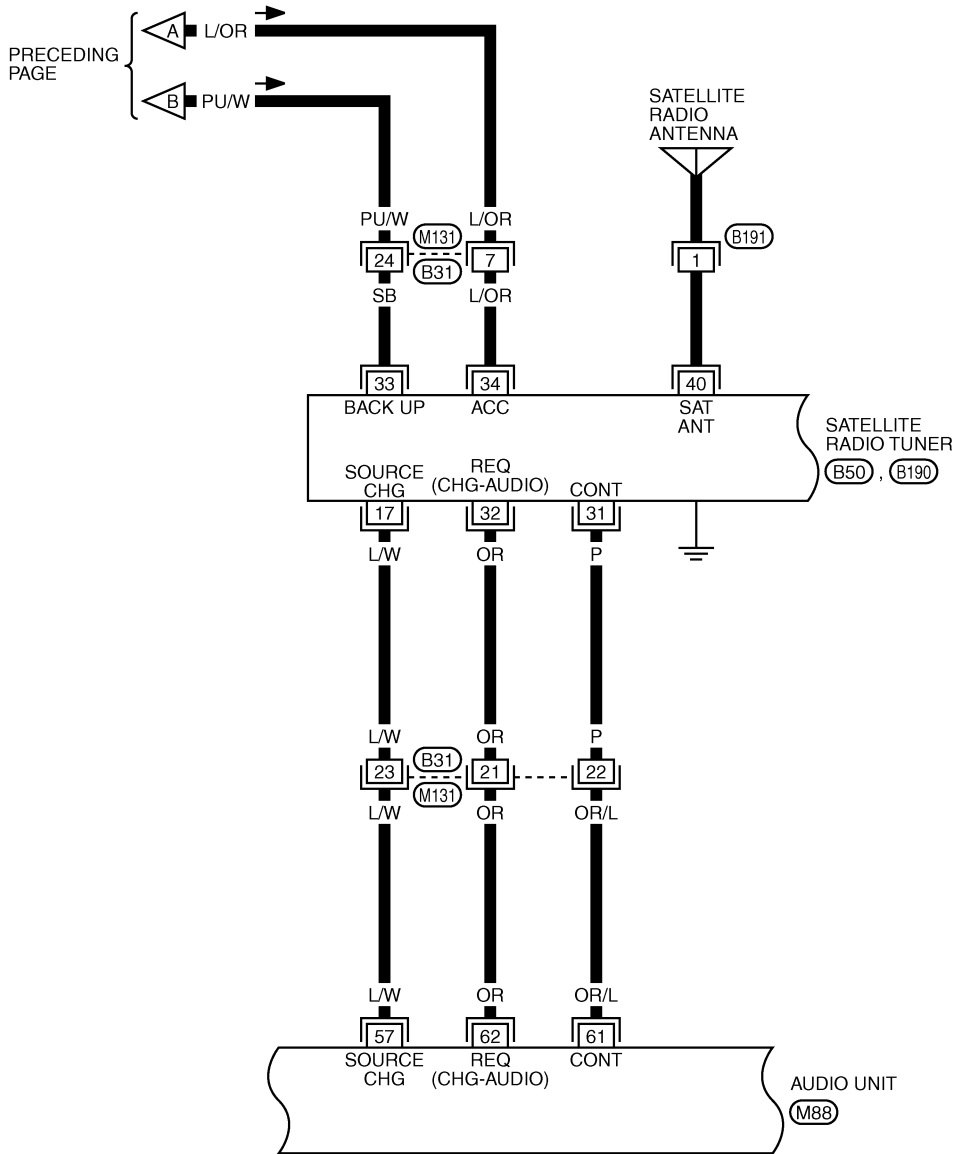 A L/OR
PRECEDING
PAGE
B PU/W
SATELLITE
RADIO
ANTENNA
PU/W M131 L/OR
24 7 1 B191
B31
SB L/OR
33 34 40
BACK UP ACC SAT
ANT
SATELLITE
RADIO TUNER
B50 , B190
SOURCE
CHG
REQ
(CHG-AUDIO)
CONT
17 32 31
L/W OR P
L/W OR P
B31
23 21 22
M131
L/W OR OR/L
L/W OR OR/L
57 62 61
SOURCE
CHG
REQ
(CHG-AUDIO)
CONT
AUDIO UNIT
M88